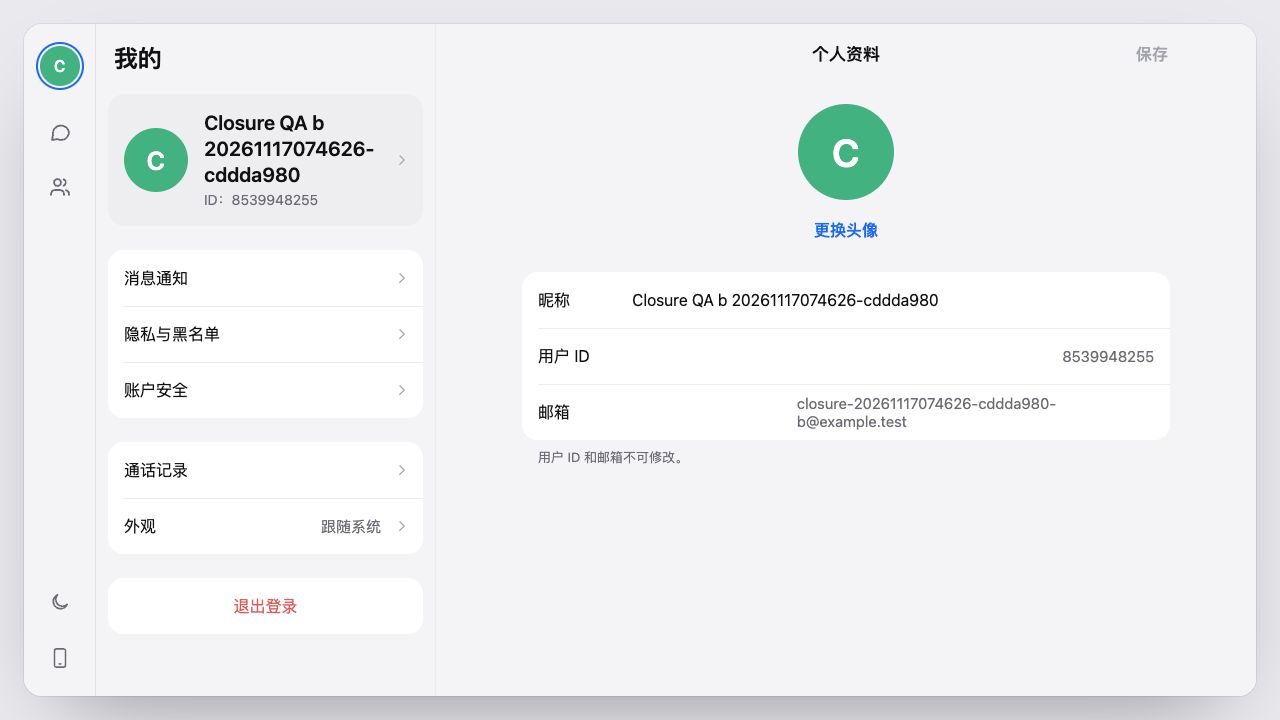 C
我的
C
Closure QA b
20261117074626-
cddda980
ID：8539948255
消息通知
隐私与黑名单
账户安全
通话记录
外观 跟随系统
退出登录
个人资料
保存
C
更换头像
昵称 Closure QA b 20261117074626-cddda980
用户 ID 8539948255
邮箱 closure-20261117074626-cddda980-
b@example.test
用户 ID 和邮箱不可修改。